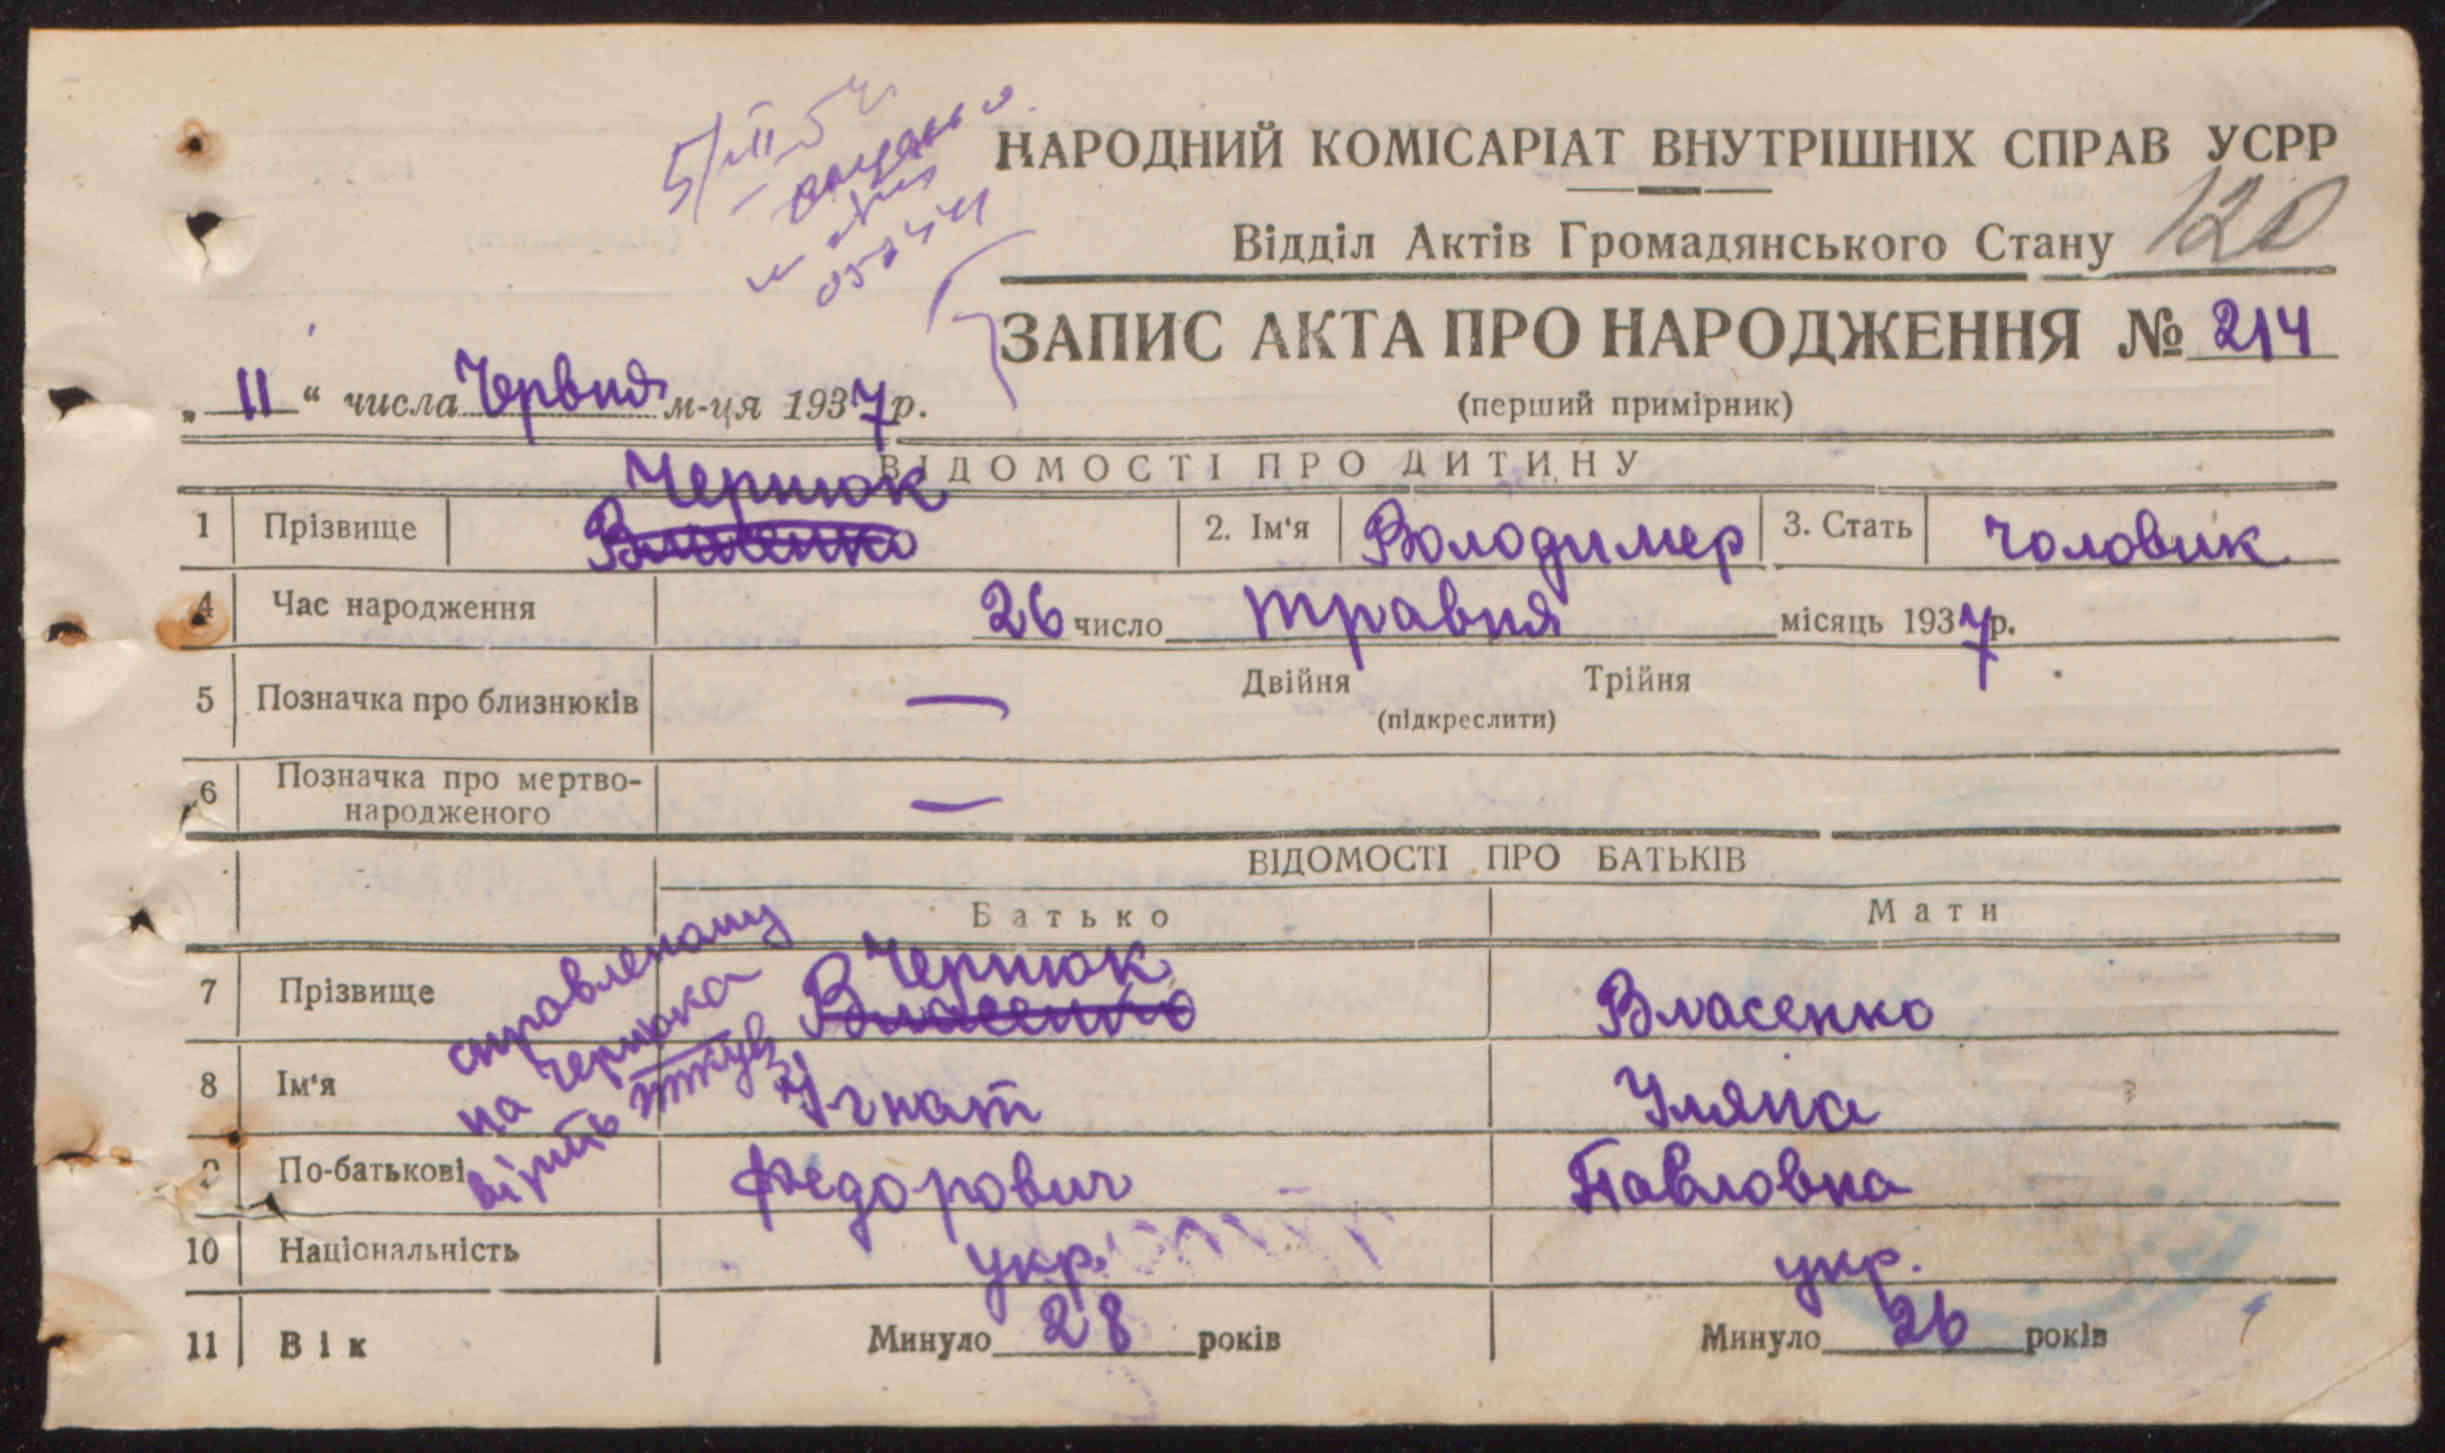 НАРОДНИЙ КОМІСАРІАТ ВНУТРІШНІХ СПРАВ УСРР
Відділ Актів Громадянського Стану 120
ЗАПИС АКТА ПРО НАРОДЖЕННЯ № 214
„ 11 “ числа Червня м-ця 1937 р.
(перший примірник)
ВІДОМОСТІ ПРО ДИТИНУ
Чернюк
1 Прізвище Власенко 2. Ім'я Володимер 3. Стать чоловик
4 Час народження 26 число травня місяць 1937 р.
5 Позначка про близнюків — Двійня Трійня
(підкреслити)
6 Позначка про мертво-
народженого —
ВІДОМОСТІ ПРО БАТЬКІВ
Батько Мати
Чернюк
7 Прізвище Власенко Власенко
8 Ім'я Ігнат Уляна
9 По-батькові Федорович Павловна
10 Національність укр. укр.
11 Вік Минуло 28 років Минуло 26 років
справленому
на Чернюка
вірить